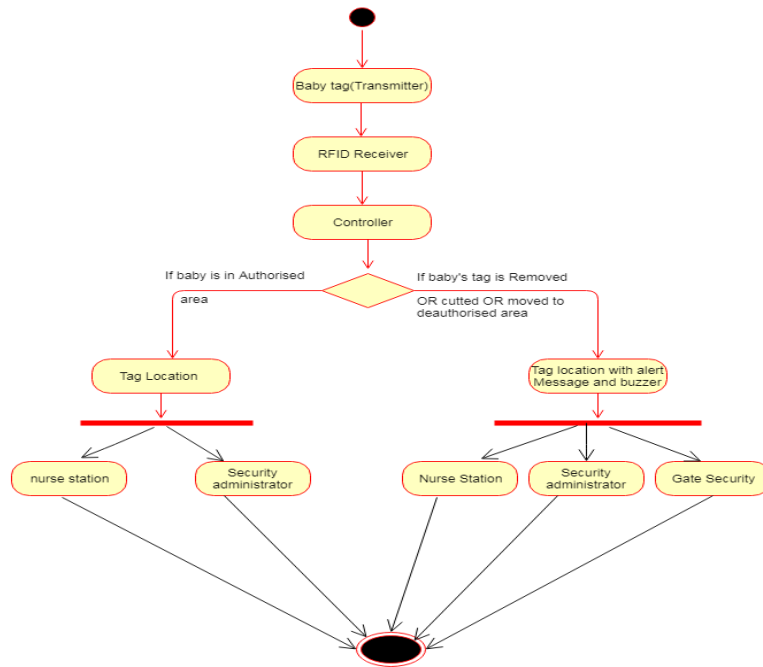 Baby tag(Transmitter)
RFID Receiver
Controller
If baby is in Authorised
area
If baby's tag is Removed
OR cutted OR moved to
deauthorised area
Tag Location
Tag location with alert
Message and buzzer
nurse station
Security
administrator
Nurse Station
Security
administrator
Gate Security